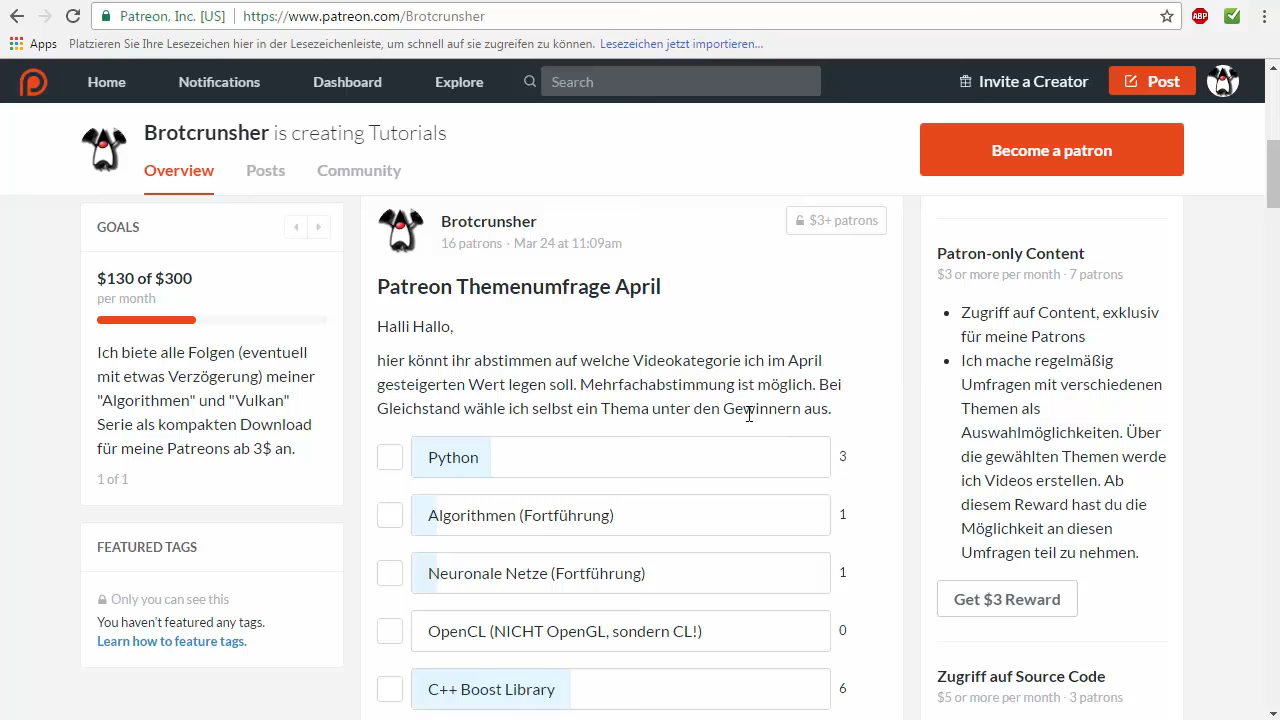 Patreon, Inc. [US]
https://www.patreon.com/Brotcrunsher
ABP
Apps
Platzieren Sie Ihre Lesezeichen hier in der Lesezeichenleiste, um schnell auf sie zugreifen zu können.
Lesezeichen jetzt importieren...
Home
Notifications
Dashboard
Explore
Search
Invite a Creator
Post
Brotcrunsher is creating Tutorials
Overview
Posts
Community
Become a patron
GOALS
$130 of $300
per month
Ich biete alle Folgen (eventuell
mit etwas Verzögerung) meiner
"Algorithmen" und "Vulkan"
Serie als kompakten Download
für meine Patreons ab 3$ an.
1 of 1
FEATURED TAGS
Only you can see this
You haven't featured any tags.
Learn how to feature tags.
Brotcrunsher
16 patrons · Mar 24 at 11:09am
$3+ patrons
Patreon Themenumfrage April
Halli Hallo,
hier könnt ihr abstimmen auf welche Videokategorie ich im April
gesteigerten Wert legen soll. Mehrfachabstimmung ist möglich. Bei
Gleichstand wähle ich selbst ein Thema unter den Gewinnern aus.
Python
3
Algorithmen (Fortführung)
1
Neuronale Netze (Fortführung)
1
OpenCL (NICHT OpenGL, sondern CL!)
0
C++ Boost Library
6
Patron-only Content
$3 or more per month · 7 patrons
Zugriff auf Content, exklusiv
für meine Patrons
Ich mache regelmäßig
Umfragen mit verschiedenen
Themen als
Auswahlmöglichkeiten. Über
die gewählten Themen werde
ich Videos erstellen. Ab
diesem Reward hast du die
Möglichkeit an diesen
Umfragen teil zu nehmen.
Get $3 Reward
Zugriff auf Source Code
$5 or more per month · 3 patrons